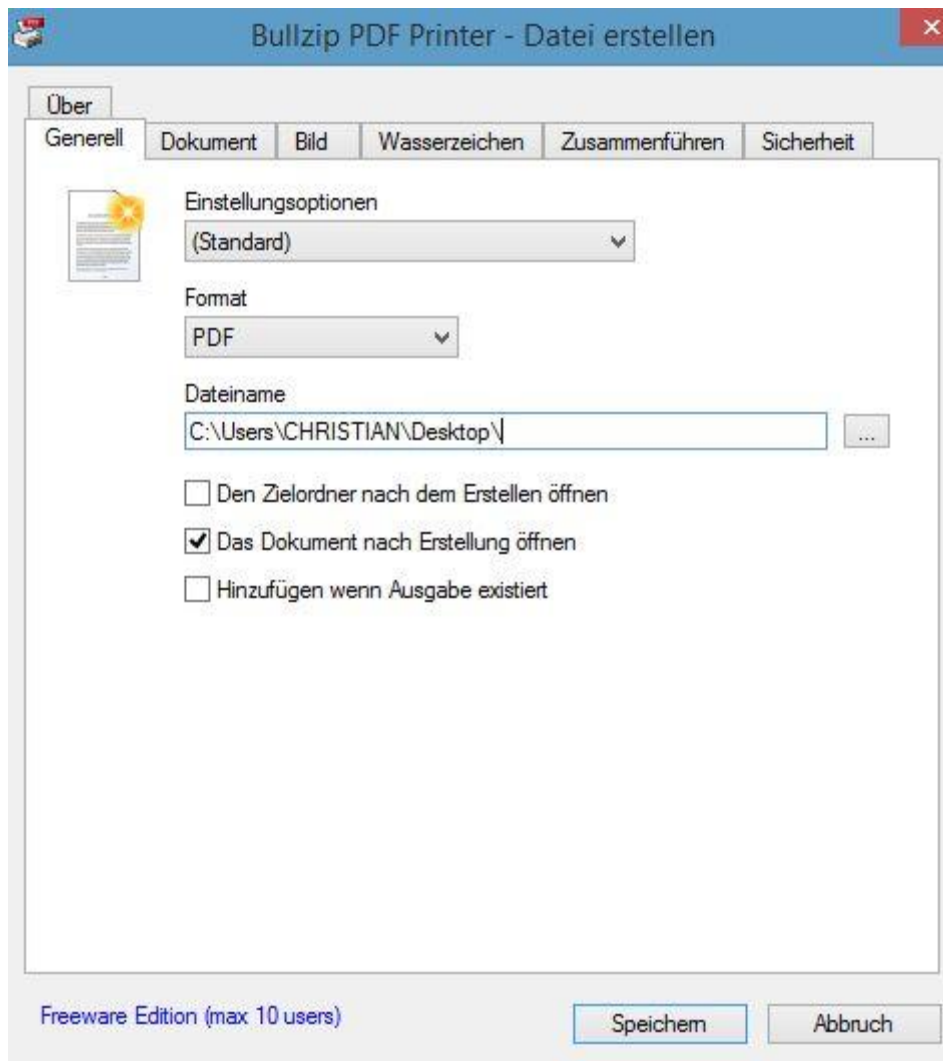 Bullzip PDF Printer - Datei erstellen
Über
Generell Dokument Bild Wasserzeichen Zusammenführen Sicherheit
Einstellungsoptionen
(Standard)
Format
PDF
Dateiname
C:\Users\CHRISTIAN\Desktop\
...
Den Zielordner nach dem Erstellen öffnen
Das Dokument nach Erstellung öffnen
Hinzufügen wenn Ausgabe existiert
Freeware Edition (max 10 users)
Speichern Abbruch